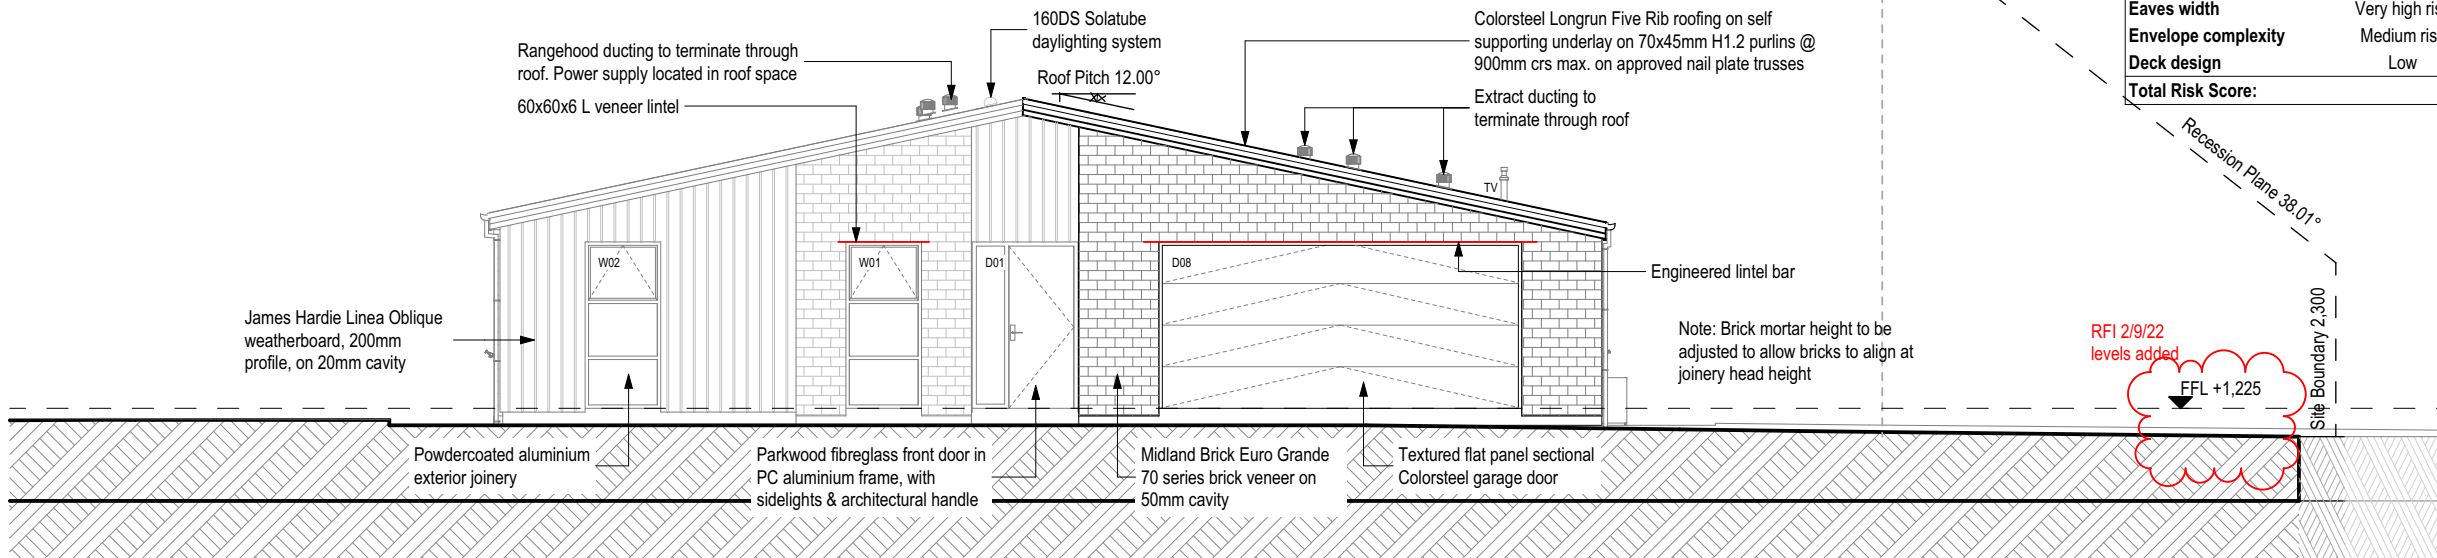 160DS Solatube
daylighting system
Rangehood ducting to terminate through
roof. Power supply located in roof space
60x60x6 L veneer lintel
Roof Pitch 12.00°
Colorsteel Longrun Five Rib roofing on self
supporting underlay on 70x45mm H1.2 purlins @
900mm crs max. on approved nail plate trusses
Extract ducting to
terminate through roof
Eaves width
Envelope complexity
Medium
Deck design
Low
Total Risk Score:
Very high
Recession Plane 38.01°
TV
W02
W01
D01
D08
Engineered lintel bar
James Hardie Linea Oblique
weatherboard, 200mm
profile, on 20mm cavity
Note: Brick mortar height to be
adjusted to allow bricks to align at
joinery head height
RFI 2/9/22
levels added
FFL +1,225
Site Boundary 2,300
Powdercoated aluminium
exterior joinery
Parkwood fibreglass front door in
PC aluminium frame, with
sidelights & architectural handle
Midland Brick Euro Grande
70 series brick veneer on
50mm cavity
Textured flat panel sectional
Colorsteel garage door